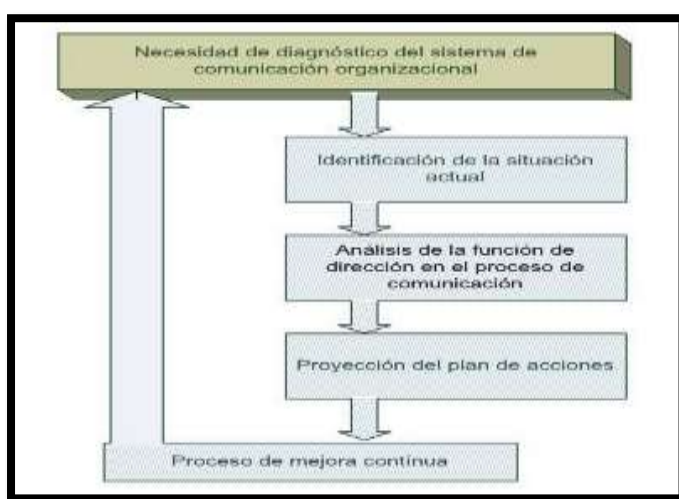 Necesidad de diagnóstico del sistema de
comunicación organizacional
Identificación de la situación
actual
Análisis de la función de
dirección en el proceso de
comunicación
Proyección del plan de acciones
Proceso de mejora continua